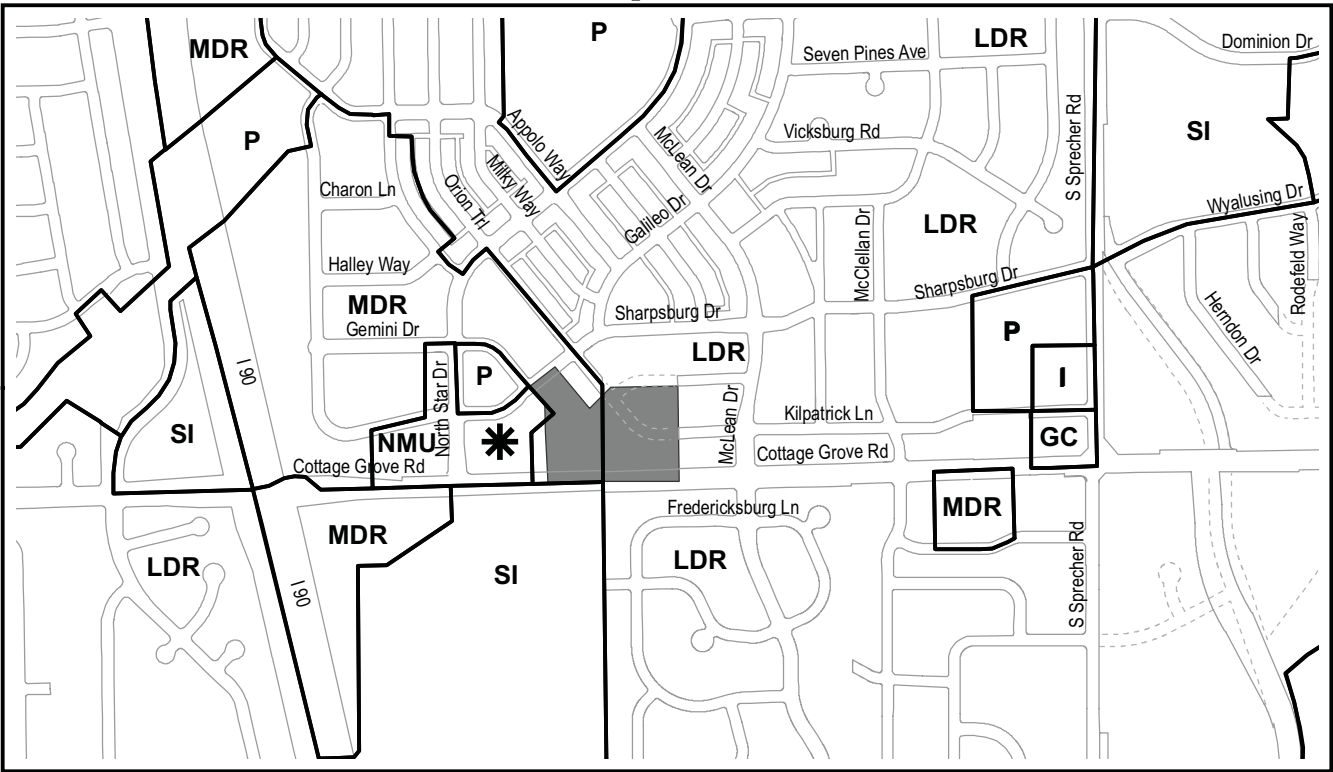 P
MDR
LDR
Seven Pines Ave
Dominion Dr
Appolo Way
McLean Dr
Vicksburg Rd
SI
P
S Sprecher Rd
Milky Way
Orion Trl
Charon Ln
Wyalusing Dr
Galileo Dr
LDR
McClellan Dr
Rodefeld Way
Halley Way
Sharpsburg Dr
MDR
Sharpsburg Dr
Herndon Dr
Gemini Dr
P
LDR
I 90
P
I
North Star Dr
McLean Dr
Kilpatrick Ln
SI
NMU
GC
Cottage Grove Rd
Cottage Grove Rd
MDR
Fredericksburg Ln
MDR
LDR
SI
LDR
S Sprecher Rd
I 90